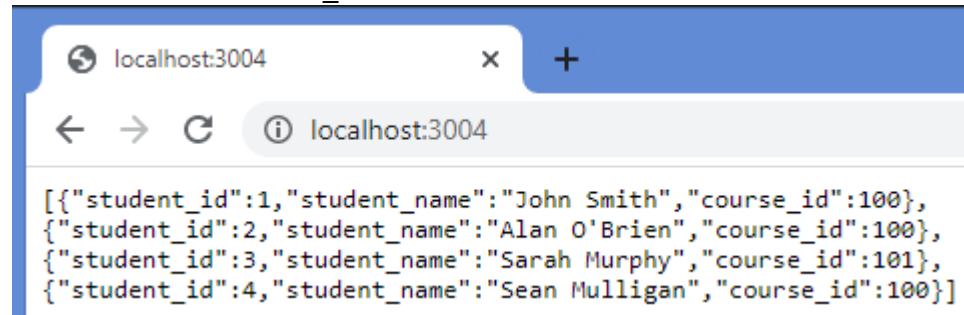 localhost:3004
localhost:3004
[{"student_id":1,"student_name":"John Smith","course_id":100},
{"student_id":2,"student_name":"Alan O'Brien","course_id":100},
{"student_id":3,"student_name":"Sarah Murphy","course_id":101},
{"student_id":4,"student_name":"Sean Mulligan","course_id":100}]